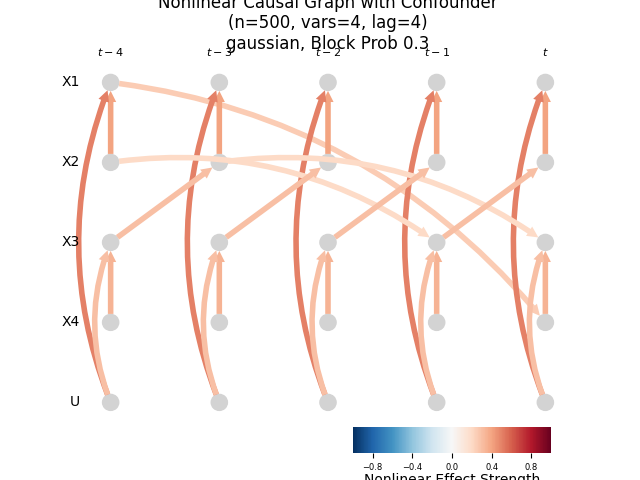 Nonlinear Causal Graph with Confounder
(n=500, vars=4, lag=4)
gaussian, Block Prob 0.3
t − 4 t − 3 t − 2 t − 1 t
X1
X2
X3
X4
U
−0.8 −0.4 0.0 0.4 0.8
Nonlinear Effect Strength